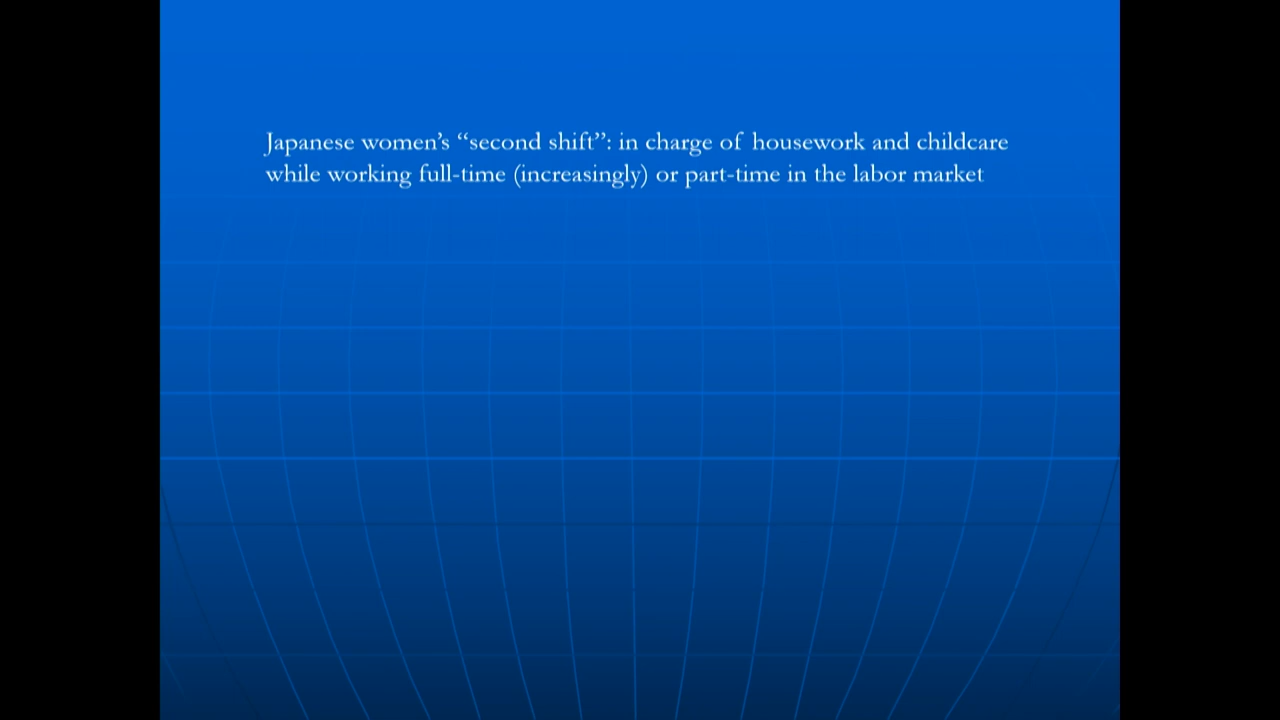 Japanese women’s “second shift”: in charge of housework and childcare
while working full-time (increasingly) or part-time in the labor market